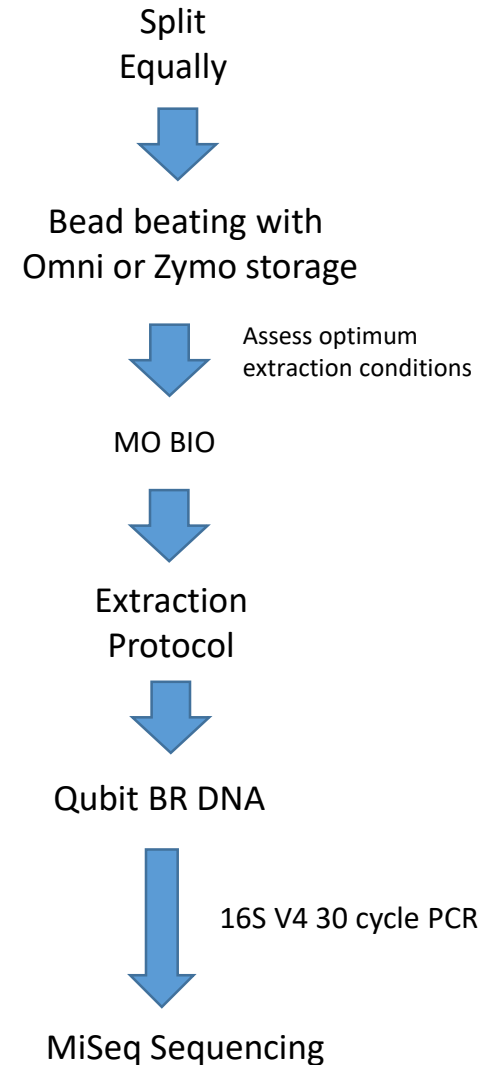 Split
Equally
Bead beating with
Omni or Zymo storage
Assess optimum
extraction conditions
MO BIO
Extraction
Protocol
Qubit BR DNA
16S V4 30 cycle PCR
MiSeq Sequencing